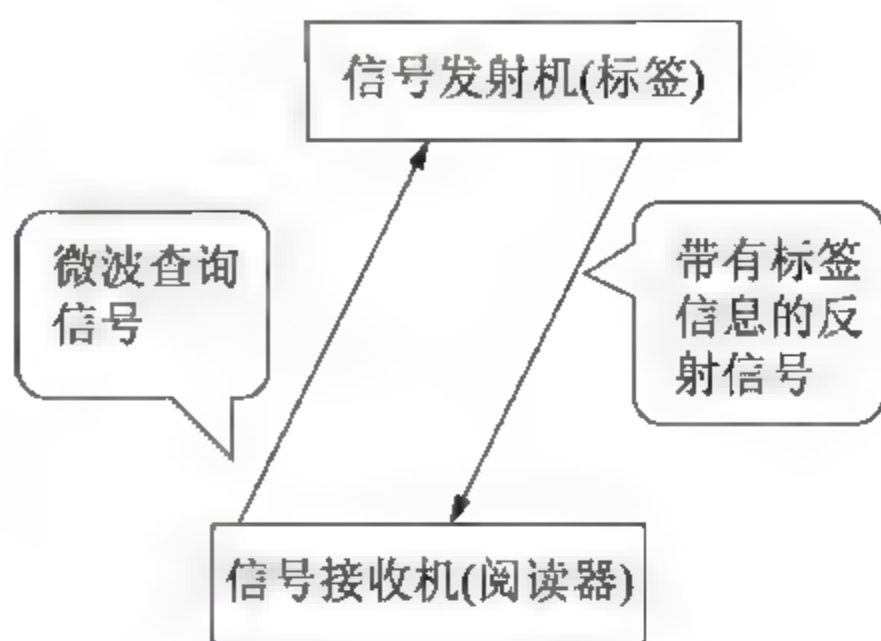 信号发射机(标签)
微波查询
信号
带有标签
信息的反
射信号
信号接收机(阅读器)